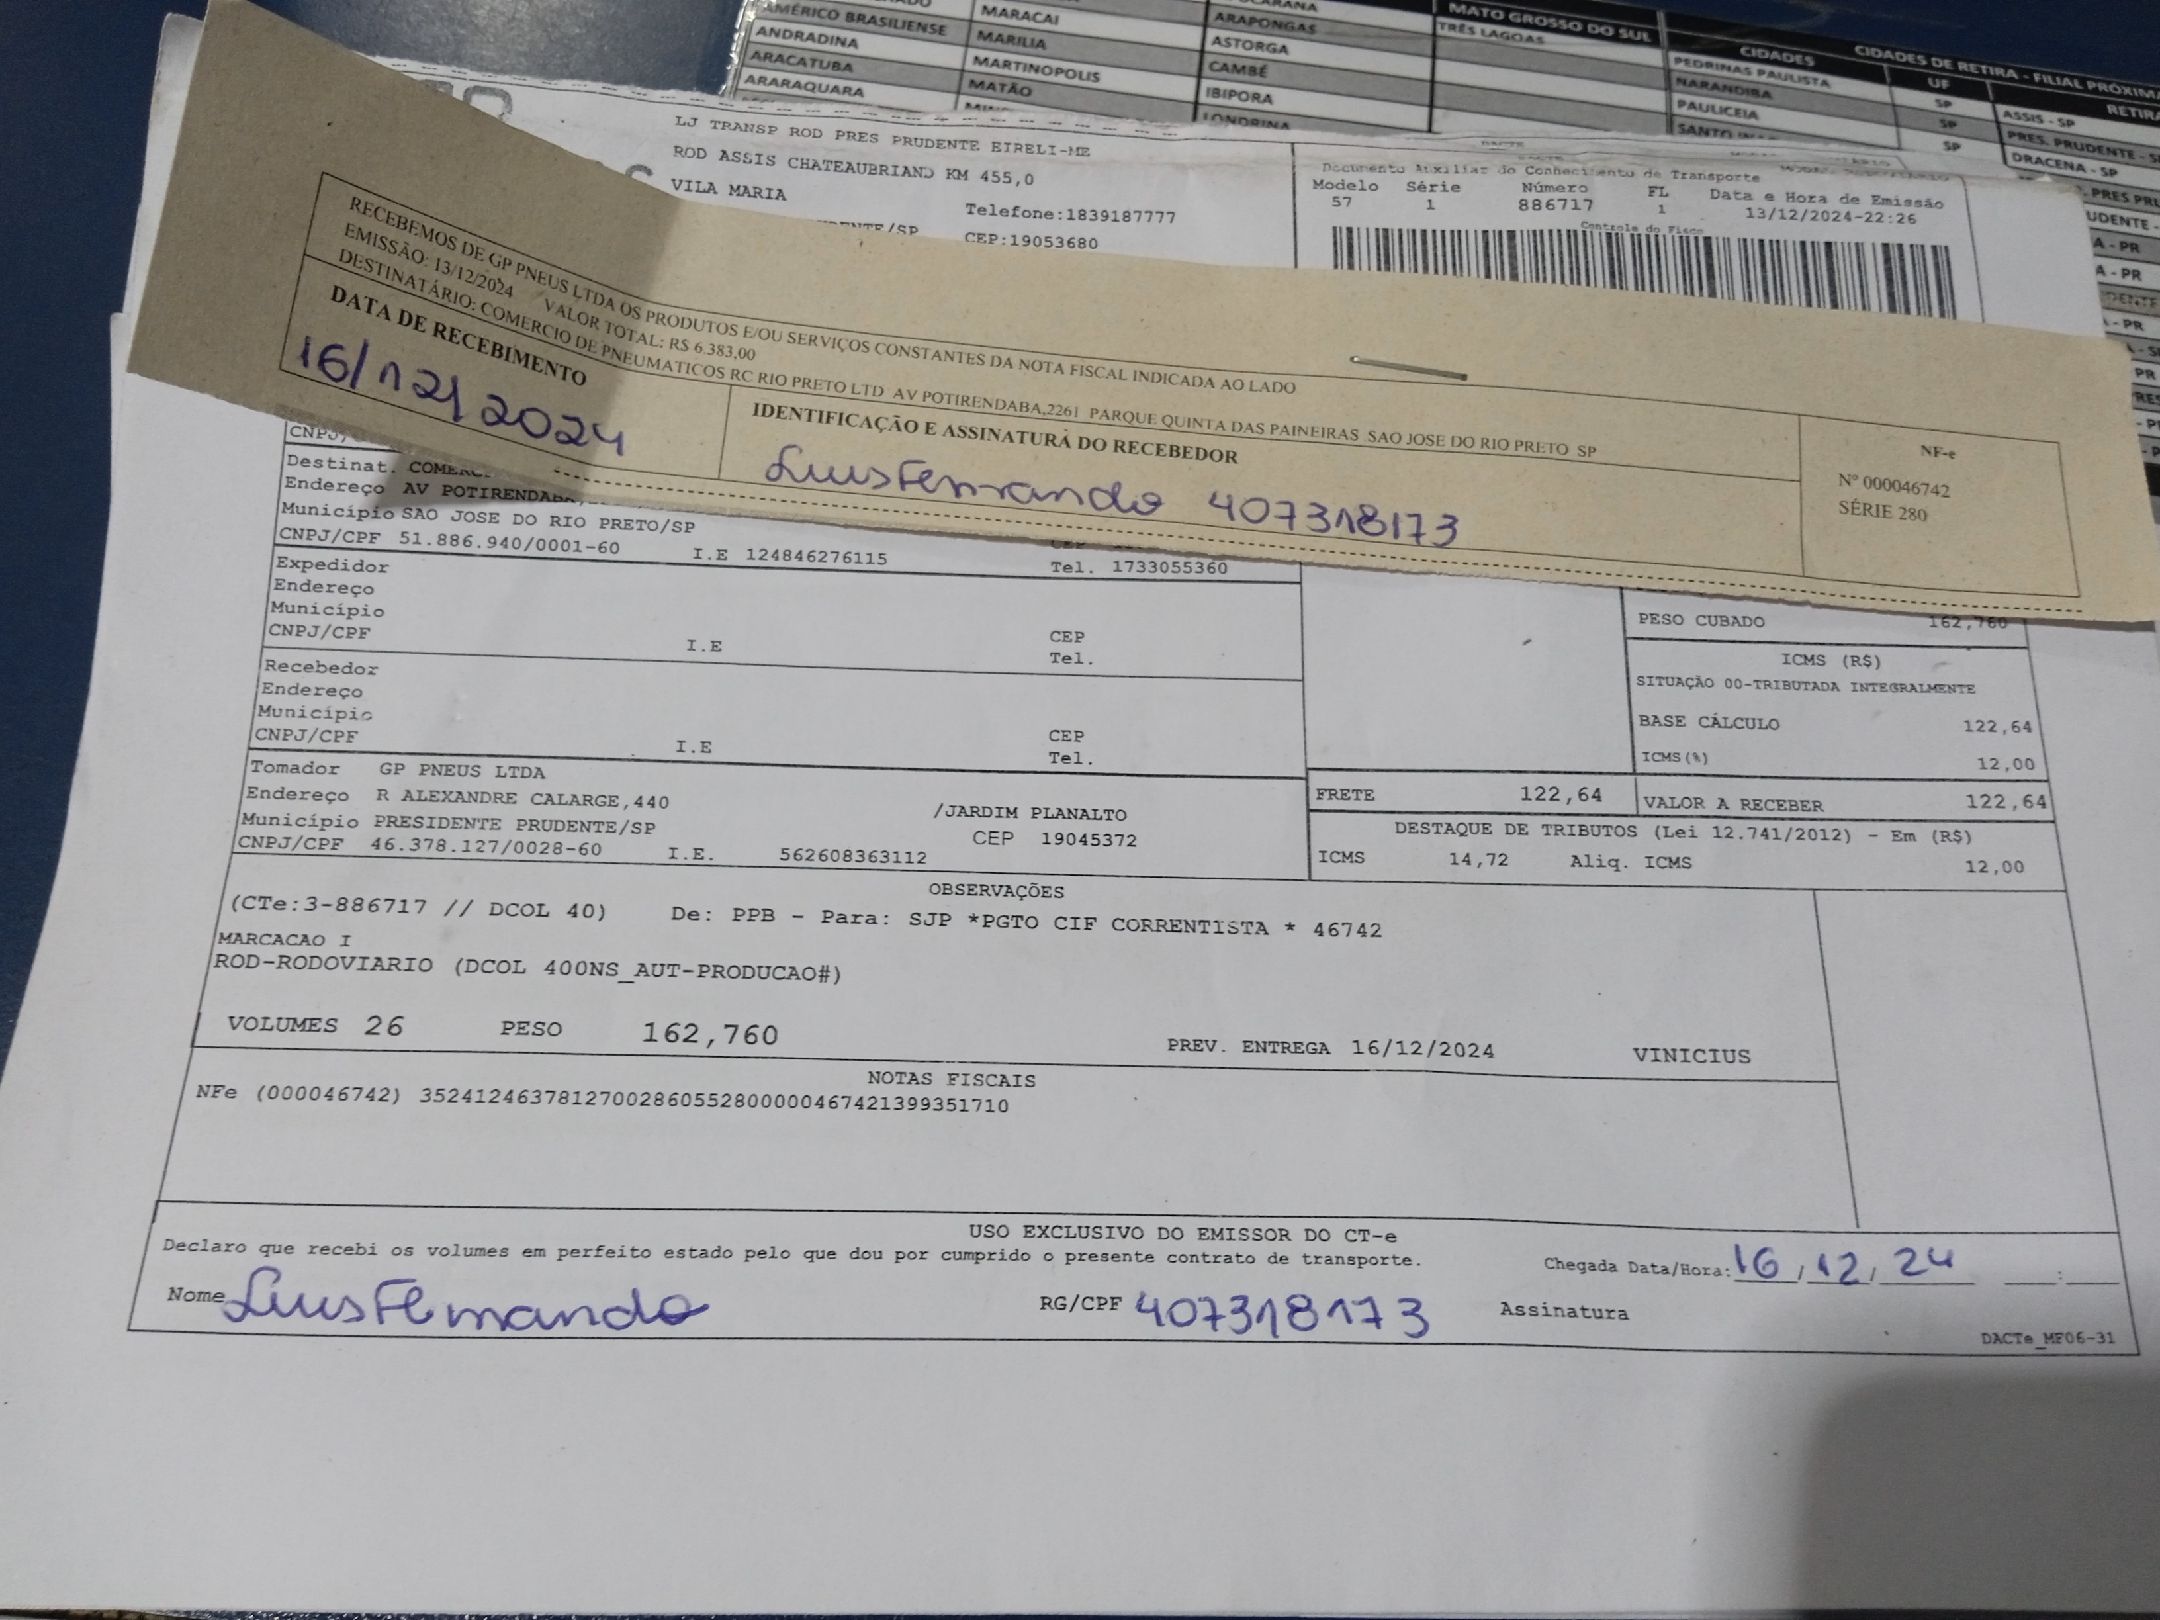 AMÉRICO BRASILIENSE
ANDRADINA
ARACATUBA
ARARAQUARA
MARACAI
MARILIA
MARTINOPOLIS
MATÃO
ARAPONGAS
ASTORGA
CAMBÉ
IBIPORA
LONDRINA
MATO GROSSO DO SUL
TRÊS LAGOAS
CIDADES DE RETIRA - FILIAL PRÓXIMA
CIDADES UF RETIRA
PEDRINAS PAULISTA SP ASSIS - SP
NARANDIBA SP PRES. PRUDENTE - S
PAULICEIA SP DRACENA - SP
LJ TRANSP ROD PRES PRUDENTE EIRELI-ME
ROD ASSIS CHATEAUBRIAND KM 455,0
VILA MARIA
Telefone:1839187777
CEP:19053680
Documento Auxiliar do Conhecimento de Transporte
Modelo Série Número FL Data e Hora de Emissão
57 1 886717 1 13/12/2024-22:26
Controle do Fisco
RECEBEMOS DE GP PNEUS LTDA OS PRODUTOS E/OU SERVIÇOS CONSTANTES DA NOTA FISCAL INDICADA AO LADO
EMISSÃO: 13/12/2024 VALOR TOTAL: R$ 6.383,00
DESTINATÁRIO: COMERCIO DE PNEUMATICOS RC RIO PRETO LTD AV POTIRENDABA,2261 PARQUE QUINTA DAS PAINEIRAS SAO JOSE DO RIO PRETO SP
DATA DE RECEBIMENTO
16/12/2024
IDENTIFICAÇÃO E ASSINATURA DO RECEBEDOR
Luis Fernando 407318173
NF-e
Nº 000046742
SÉRIE 280
Destinat.
Endereço AV POTIRENDABA
Município SAO JOSE DO RIO PRETO/SP
CNPJ/CPF 51.886.940/0001-60 I.E 124846276115 Tel. 1733055360
Expedidor
Endereço
Município
CNPJ/CPF I.E CEP
Tel.
Recebedor
Endereço
Município
CNPJ/CPF I.E CEP
Tel.
PESO CUBADO 162,760
ICMS (R$)
SITUAÇÃO 00-TRIBUTADA INTEGRALMENTE
BASE CÁLCULO 122,64
ICMS(%) 12,00
Tomador GP PNEUS LTDA
Endereço R ALEXANDRE CALARGE,440 /JARDIM PLANALTO
Município PRESIDENTE PRUDENTE/SP CEP 19045372
CNPJ/CPF 46.378.127/0028-60 I.E. 562608363112
FRETE 122,64 VALOR A RECEBER 122,64
DESTAQUE DE TRIBUTOS (Lei 12.741/2012) - Em (R$)
ICMS 14,72 Aliq. ICMS 12,00
OBSERVAÇÕES
(CTe:3-886717 // DCOL 40) De: PPB - Para: SJP *PGTO CIF CORRENTISTA * 46742
MARCACAO I
ROD-RODOVIARIO (DCOL 400NS_AUT-PRODUCAO#)
VOLUMES 26 PESO 162,760 PREV. ENTREGA 16/12/2024 VINICIUS
NOTAS FISCAIS
NFe (000046742) 35241246378127002860552800000467421399351710
USO EXCLUSIVO DO EMISSOR DO CT-e
Declaro que recebi os volumes em perfeito estado pelo que dou por cumprido o presente contrato de transporte.
Chegada Data/Hora: 16/12/24 __:__
Nome Luis Fernando RG/CPF 407318173 Assinatura
DACTe_MF06-31